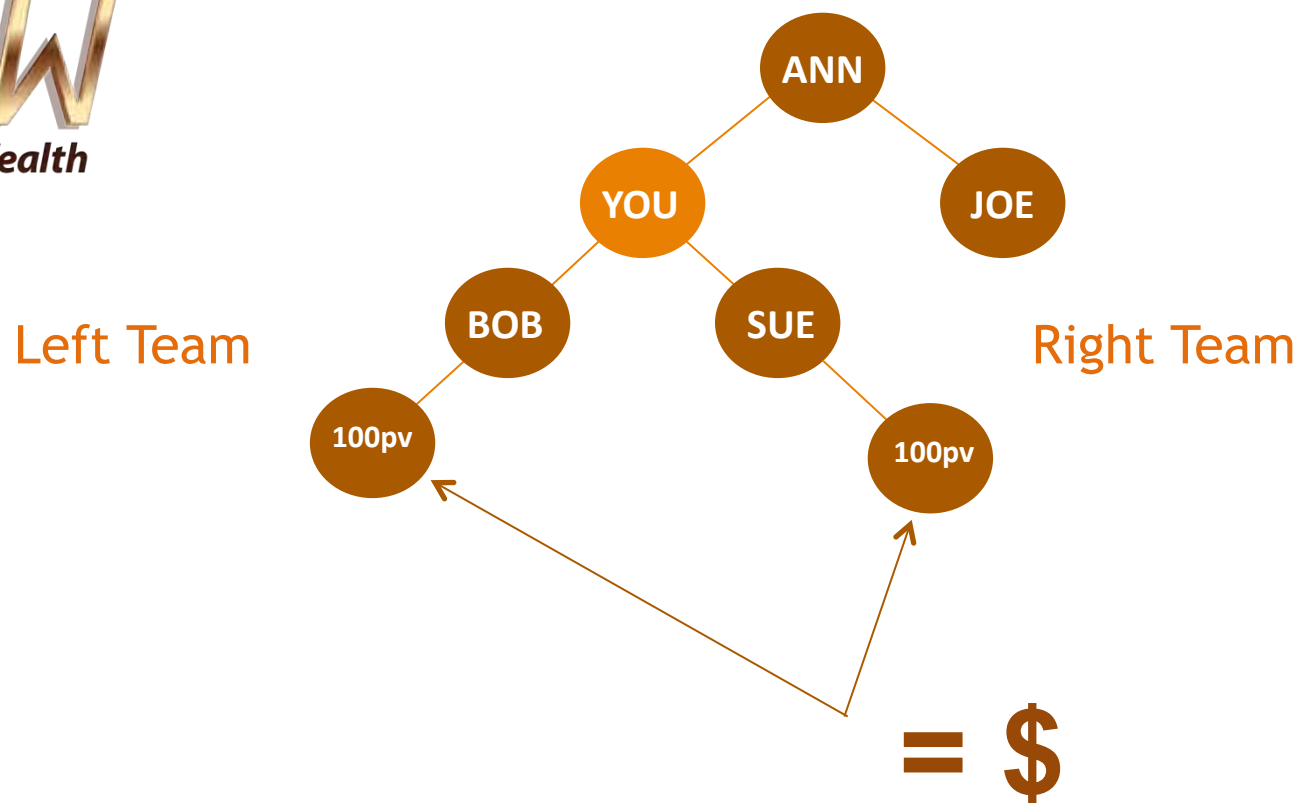 W
ealth
ANN
YOU
JOE
BOB
SUE
Left Team
Right Team
100pv
100pv
= $